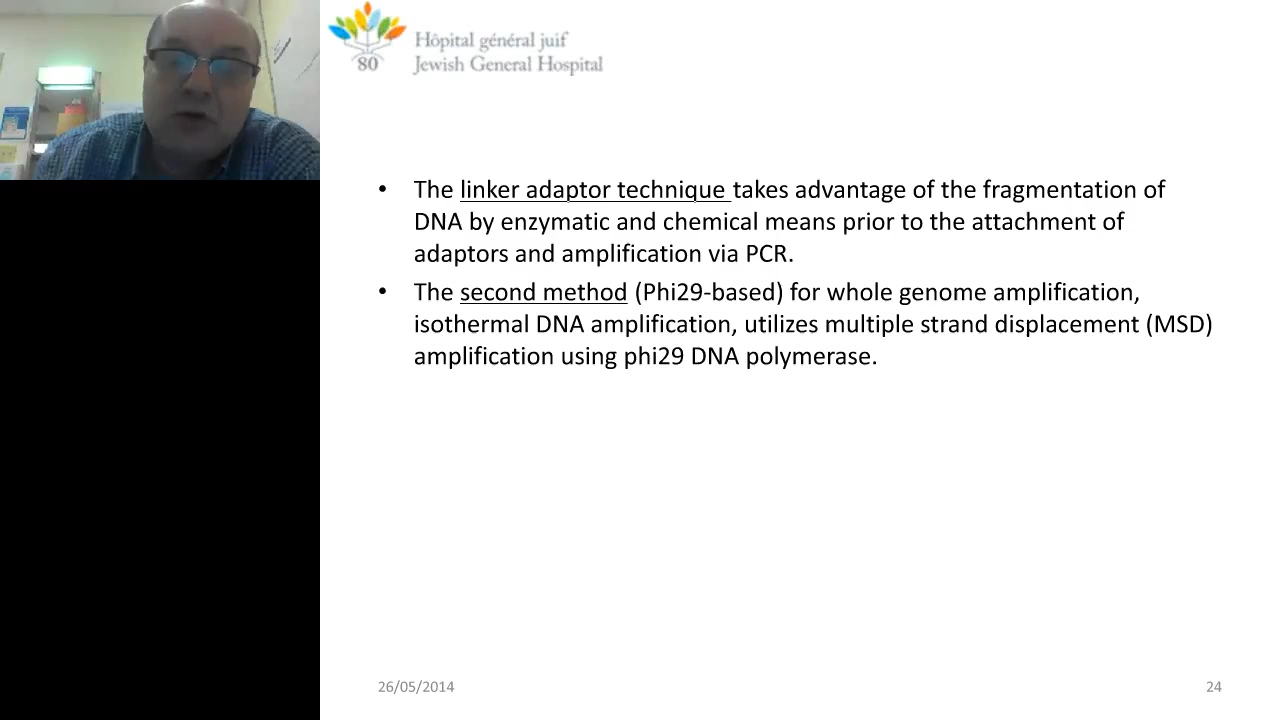 Hôpital général juif
80
Jewish General Hospital
• The linker adaptor technique takes advantage of the fragmentation of
DNA by enzymatic and chemical means prior to the attachment of
adaptors and amplification via PCR.
• The second method (Phi29-based) for whole genome amplification,
isothermal DNA amplification, utilizes multiple strand displacement (MSD)
amplification using phi29 DNA polymerase.
26/05/2014
24